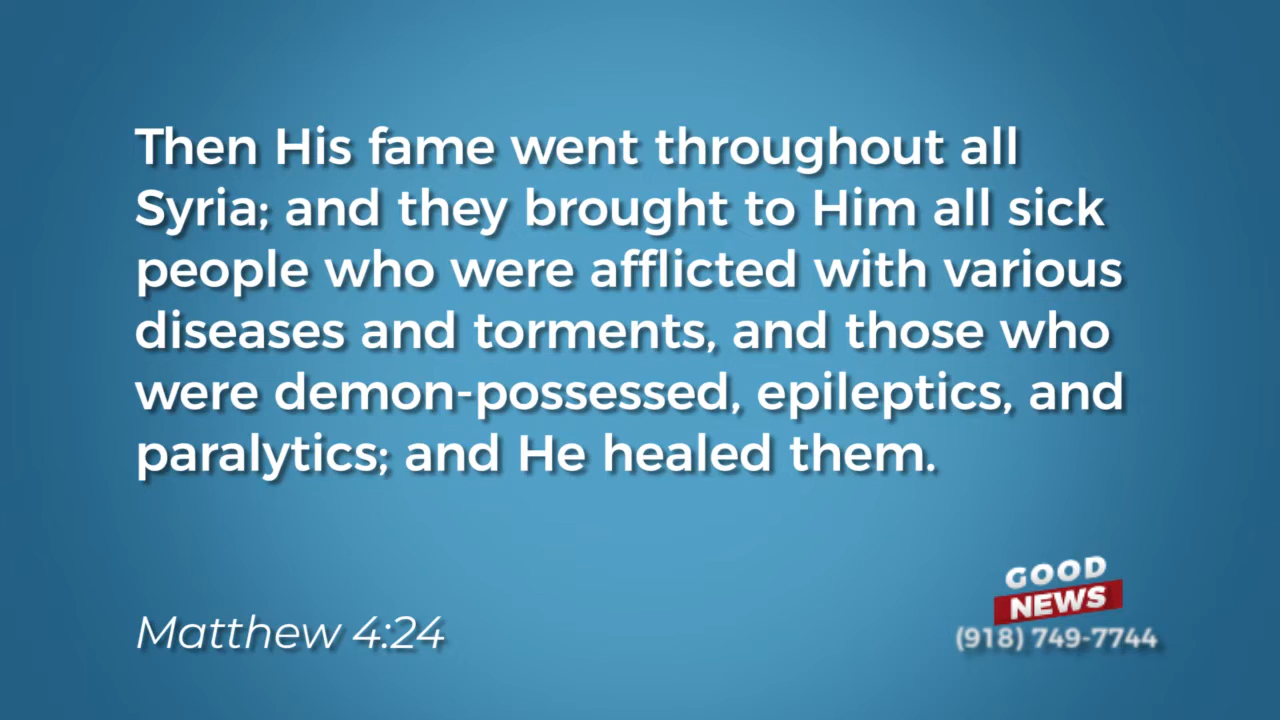 Then His fame went throughout all
Syria; and they brought to Him all sick
people who were afflicted with various
diseases and torments, and those who
were demon-possessed, epileptics, and
paralytics; and He healed them.
Matthew 4:24
GOOD
NEWS
(918) 749-7744